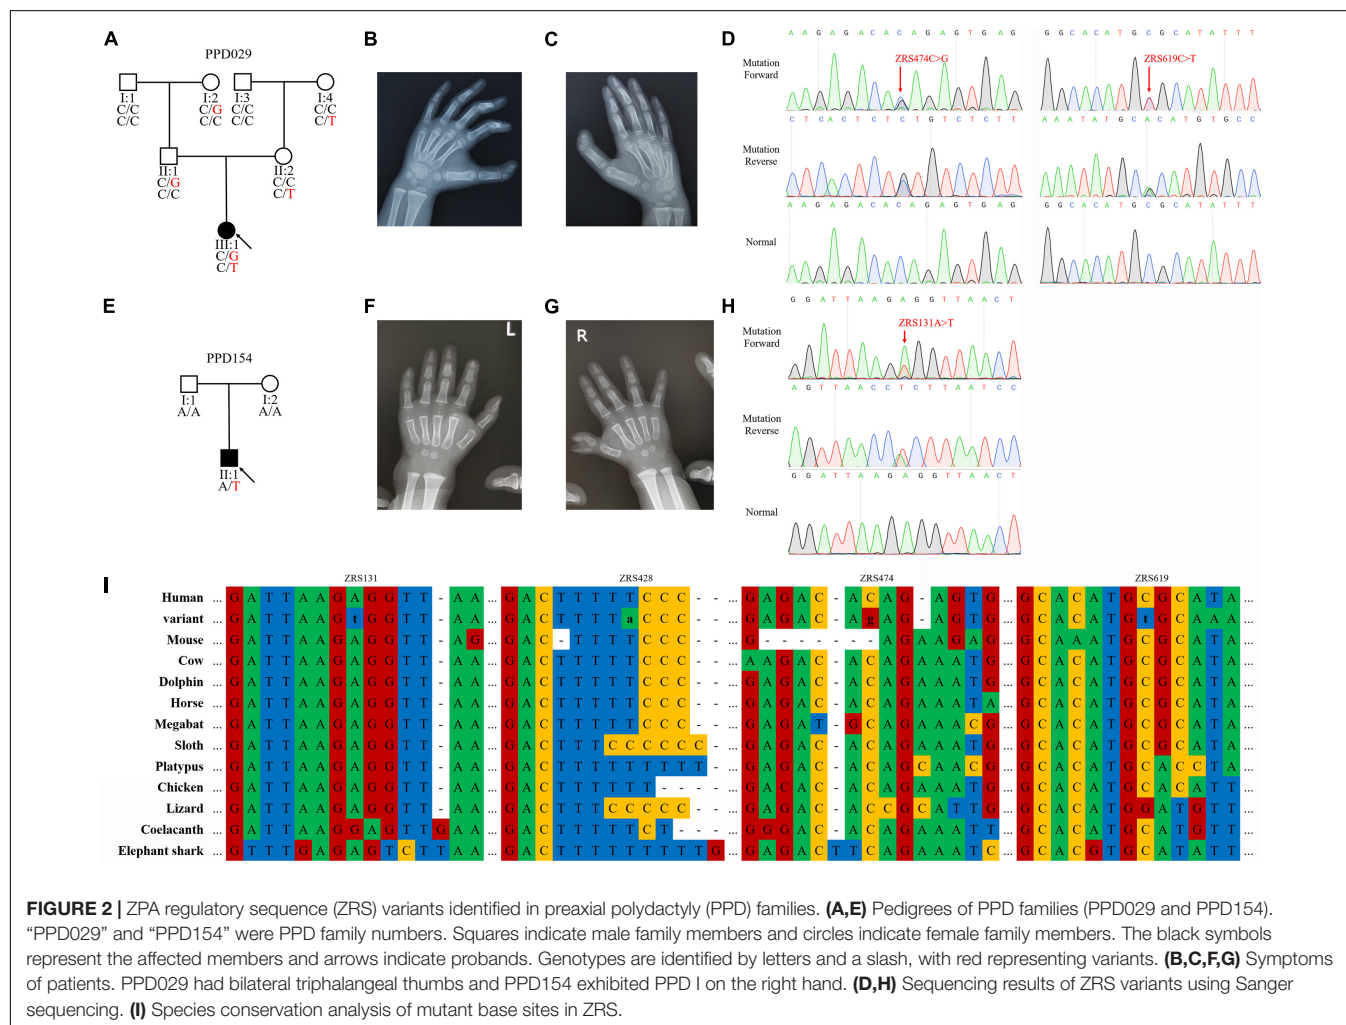 A
PPD029
I:1
C/C
C/C
I:2
C/G
C/C
I:3
C/C
C/C
I:4
C/C
C/T
II:1
C/G
C/C
II:2
C/C
C/T
III:1
C/G
C/T
B
C
D
A A G A G A C A C A G A G T G A G
G G C A C A T G C G C A T A T T T
Mutation
Forward
ZRS474C>G
ZRS619C>T
C T C A C T C T C T G T C T C T T
A A A T A T G C A C A T G T G C C
Mutation
Reverse
A A G A G A C A C A G A G T G A G
G G C A C A T G C G C A T A T T T
Normal
E
PPD154
I:1
A/A
I:2
A/A
II:1
A/T
F
L
G
R
H
G G A T T A A G A G G T T A A C T
Mutation
Forward
ZRS131A>T
A G T T A A C C T C T T A A T C C
Mutation
Reverse
G G A T T A A G A G G T T A A C T
Normal
I
ZRS131 ZRS428 ZRS474 ZRS619
Human ... G A T T A A G A G G T T - A A ... G A C T T T T T C C C - - - ... G A G A C - A C A G - A G T G ... G C A C A T G C G C A T A ...
variant ... G A T T A A G t G G T T - A A ... G A C T T T T a C C C - - - ... G A G A C - A g A G - A G T G ... G C A C A T G t G C A A A ...
Mouse ... G A T T A A G A G G T T - A G ... G A C - T T T T C C C - - - ... G - - - - - - - A G A G A G ... G C A A A T G C G C A T A ...
Cow ... G A T T A A G A G G T T - A A ... G A C T T T T T C C C - - - ... A A G A C - A C A G A A A T G ... G C A C A T G C G C A T A ...
Dolphin ... G A T T A A G A G G T T - A A ... G A C T T T T T C C C - - - ... G A G A C - A C A G A A A T G ... G C A C A T G C G C A T A ...
Horse ... G A T T A A G A G G T T - A A ... G A C T T T T T C C C - - - ... G A G A C - A C A G A A A T A ... G C A C A T G C G C A T A ...
Megabat ... G A T T A A G A G G T T - A A ... G A C T T T T T C C C - - - ... G A G A T - G C A G A A A C G ... G C A C A T G C G C A T A ...
Sloth ... G A T T A A G A G G T T - A A ... G A C T T T C C C C C C - ... G A G A C - A C A G A A A T G ... G C A C A T G C G C A T A ...
Platypus ... G A T T A A G A G G T T - A A ... G A C T T T T T T T T T - ... G A G A C - A C A G C A A C G ... G C A C A T G C A C C T A ...
Chicken ... G A T T A A G A G G T T - A A ... G A C T T T T T T - - - - ... G A C A C - A C A G A A A T G ... G C A C A T G C A A A T T ...
Lizard ... G A T T A A G A G G T T - A A ... G A C T T T C C C C C - - ... G A G A C - A C C G C A T T G ... G C A C A T G G A T G T T ...
Coelacanth ... G A T T A A G G A G T T G A A ... G A C T T T T T C T - - - ... G G G A C - A C A G A A A T T ... G C A C A T G C A T G T T ...
Elephant shark ... G T T T G A G A G T C T T A A ... G A C T T T T T T T T T G ... G A G A C T T C A G A A A T C ... G C A C G T G C A T A T T ...
FIGURE 2 | ZPA regulatory sequence (ZRS) variants identified in preaxial polydactyly (PPD) families. (A,E) Pedigrees of PPD families (PPD029 and PPD154).
“PPD029” and “PPD154” were PPD family numbers. Squares indicate male family members and circles indicate female family members. The black symbols
represent the affected members and arrows indicate probands. Genotypes are identified by letters and a slash, with red representing variants. (B,C,F,G) Symptoms
of patients. PPD029 had bilateral triphalangeal thumbs and PPD154 exhibited PPD I on the right hand. (D,H) Sequencing results of ZRS variants using Sanger
sequencing. (I) Species conservation analysis of mutant base sites in ZRS.